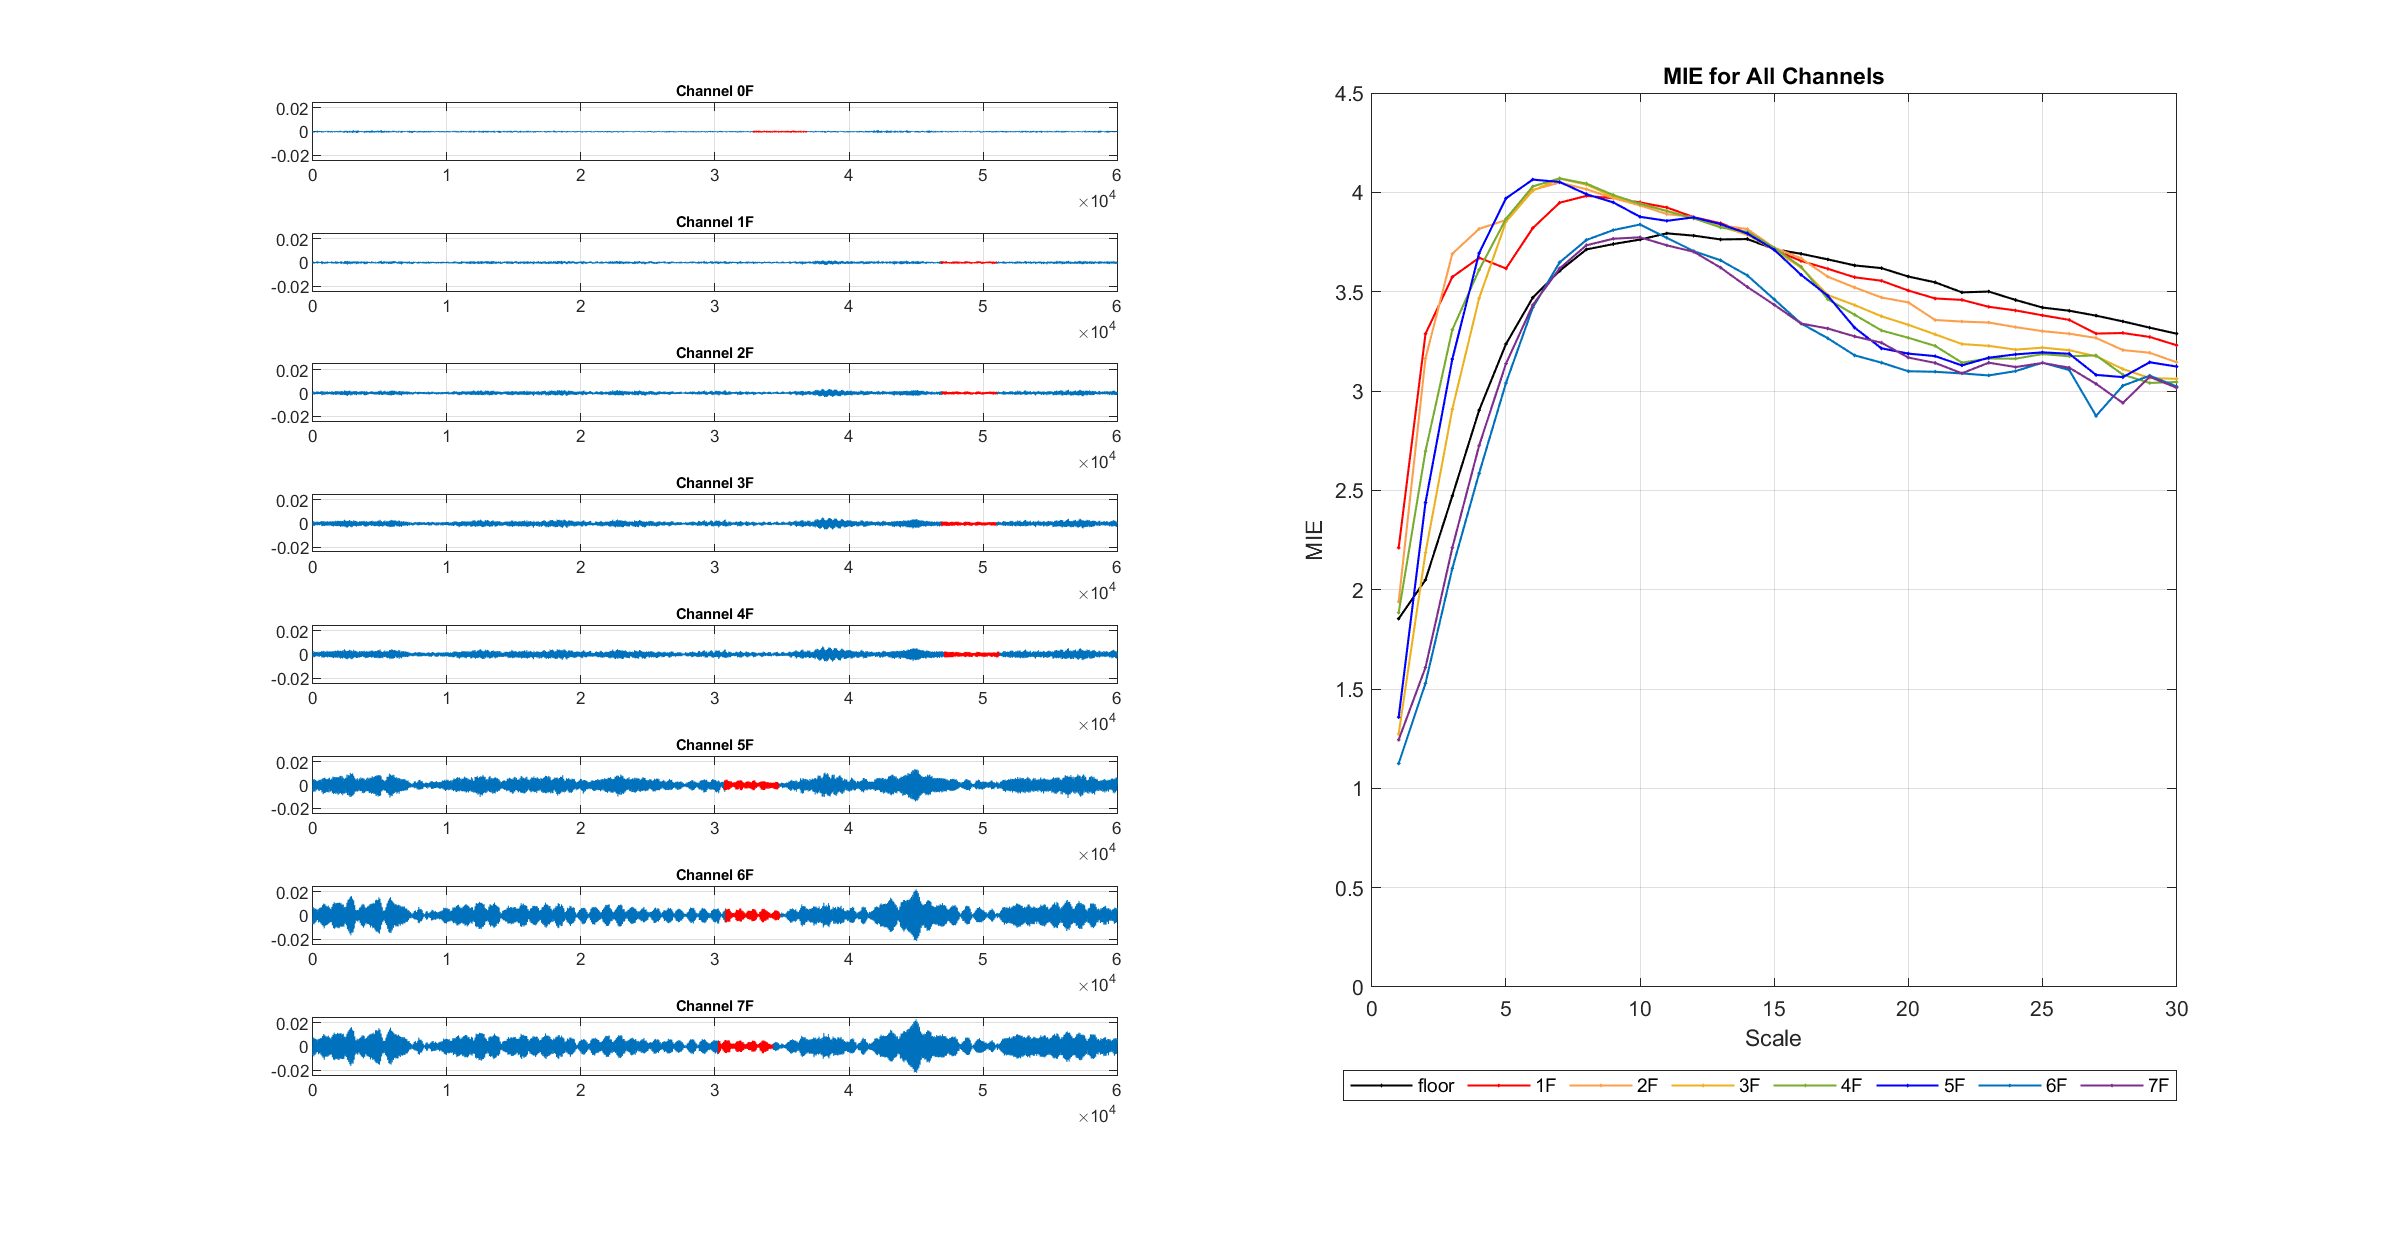 Channel 0F
0.02
0
-0.02
0 1 2 3 4 5 6
×10^4
Channel 1F
0.02
0
-0.02
0 1 2 3 4 5 6
×10^4
Channel 2F
0.02
0
-0.02
0 1 2 3 4 5 6
×10^4
Channel 3F
0.02
0
-0.02
0 1 2 3 4 5 6
×10^4
Channel 4F
0.02
0
-0.02
0 1 2 3 4 5 6
×10^4
Channel 5F
0.02
0
-0.02
0 1 2 3 4 5 6
×10^4
Channel 6F
0.02
0
-0.02
0 1 2 3 4 5 6
×10^4
Channel 7F
0.02
0
-0.02
0 1 2 3 4 5 6
×10^4
MIE for All Channels
4.5
4
3.5
3
2.5
2
1.5
1
0.5
0
MIE
0 5 10 15 20 25 30
Scale
floor 1F 2F 3F 4F 5F 6F 7F